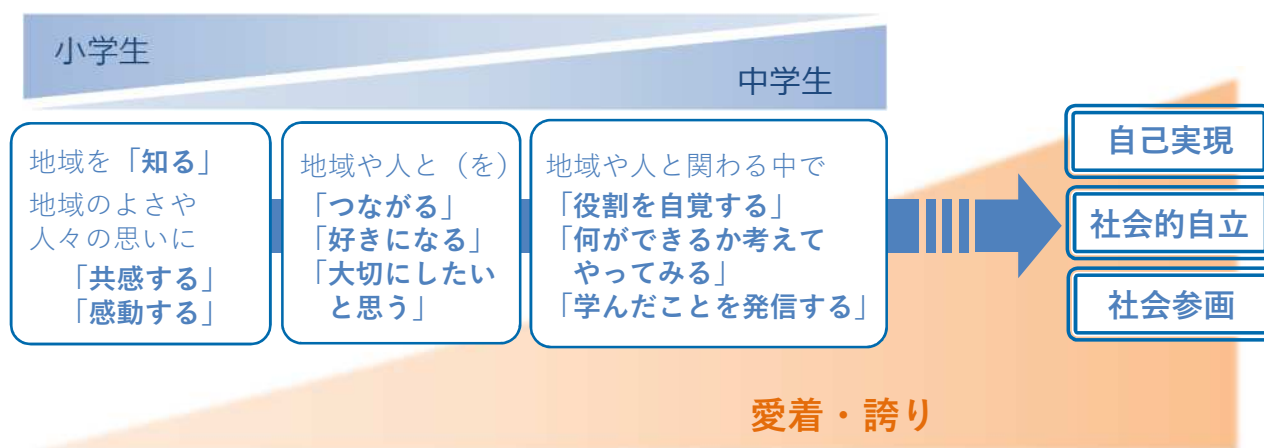 小学生
中学生
地域を「知る」
地域のよさや
人々の思いに
「共感する」
「感動する」
地域や人と（を）
「つながる」
「好きになる」
「大切にしたい
と思う」
地域や人と関わる中で
「役割を自覚する」
「何ができるか考えて
やってみる」
「学んだことを発信する」
自己実現
社会的自立
社会参画
愛着・誇り